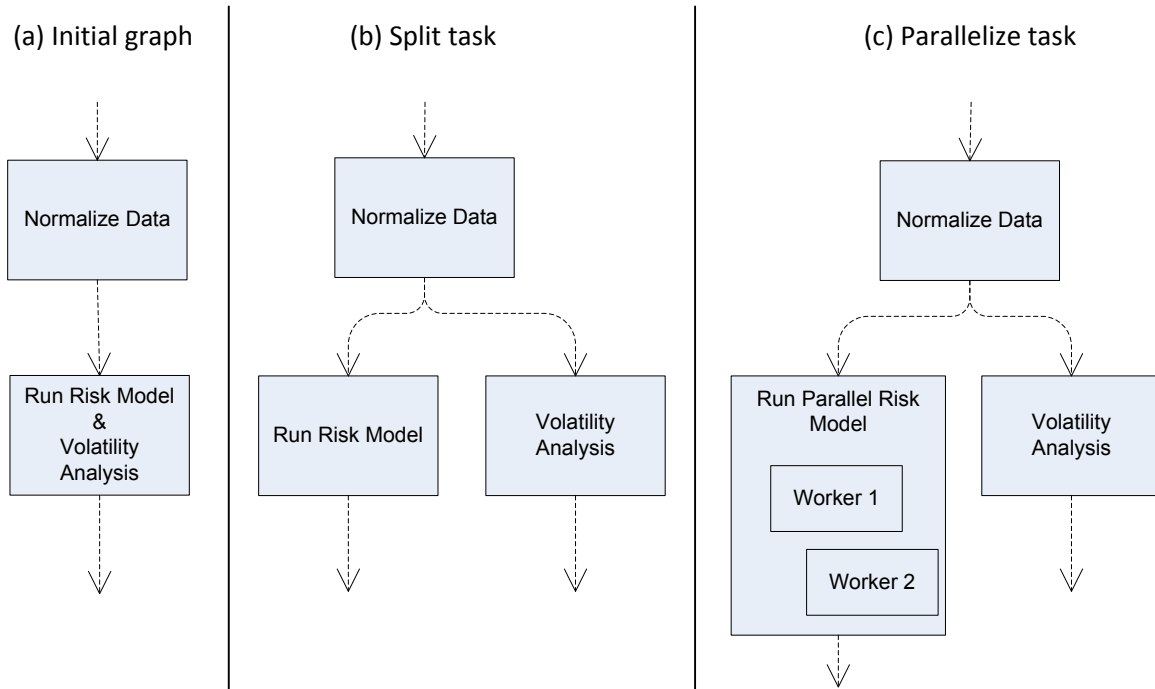 (a) Initial graph
Normalize Data
Run Risk Model
&
Volatility
Analysis
(b) Split task
Normalize Data
Run Risk Model
Volatility
Analysis
(c) Parallelize task
Normalize Data
Run Parallel Risk
Model
Worker 1
Worker 2
Volatility
Analysis